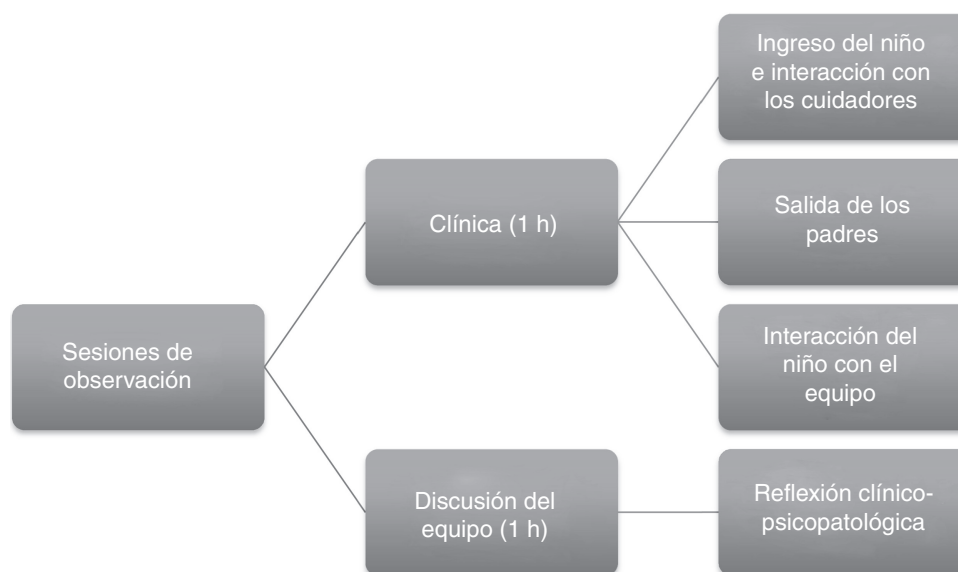 Sesiones de
observación
Clínica (1 h)
Ingreso del niño
e interacción con
los cuidadores
Salida de los
padres
Interacción del
niño con el
equipo
Discusión del
equipo (1 h)
Reflexión clínico-
psicopatológica